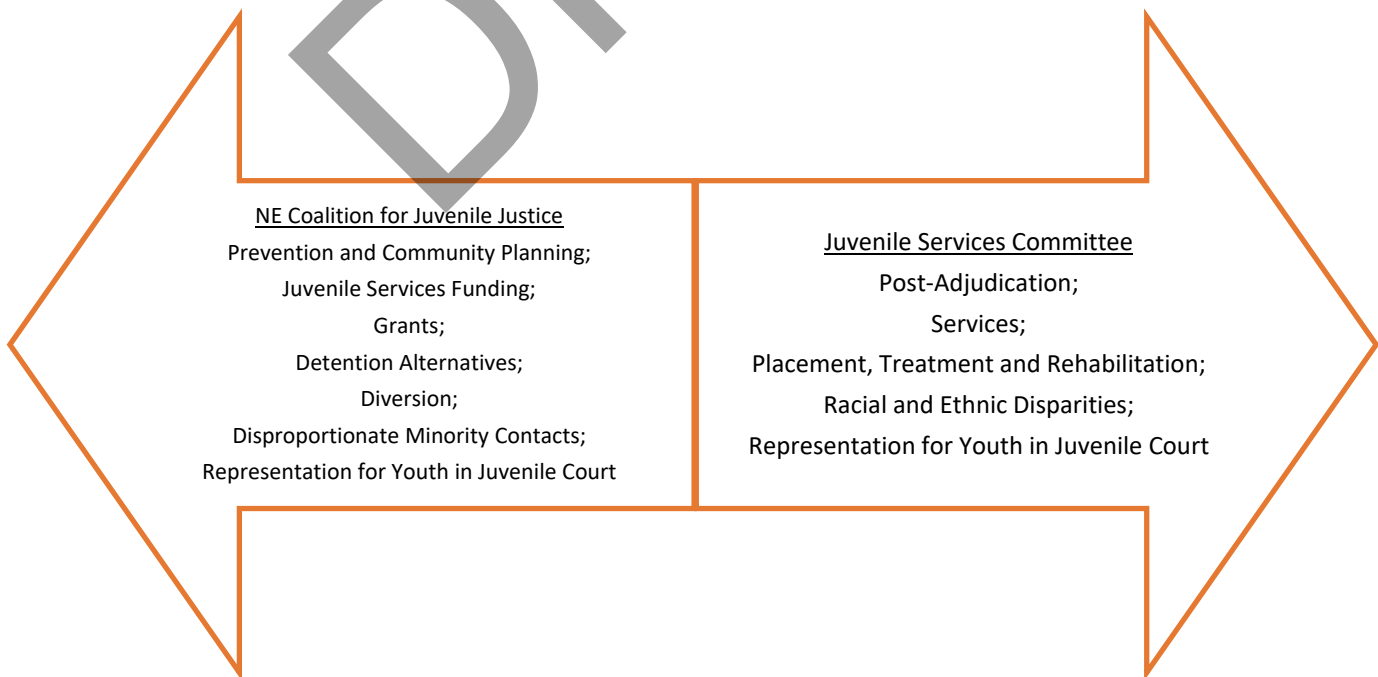 NE Coalition for Juvenile Justice
Prevention and Community Planning;
Juvenile Services Funding;
Grants;
Detention Alternatives;
Diversion;
Disproportionate Minority Contacts;
Representation for Youth in Juvenile Court
Juvenile Services Committee
Post-Adjudication;
Services;
Placement, Treatment and Rehabilitation;
Racial and Ethnic Disparities;
Representation for Youth in Juvenile Court